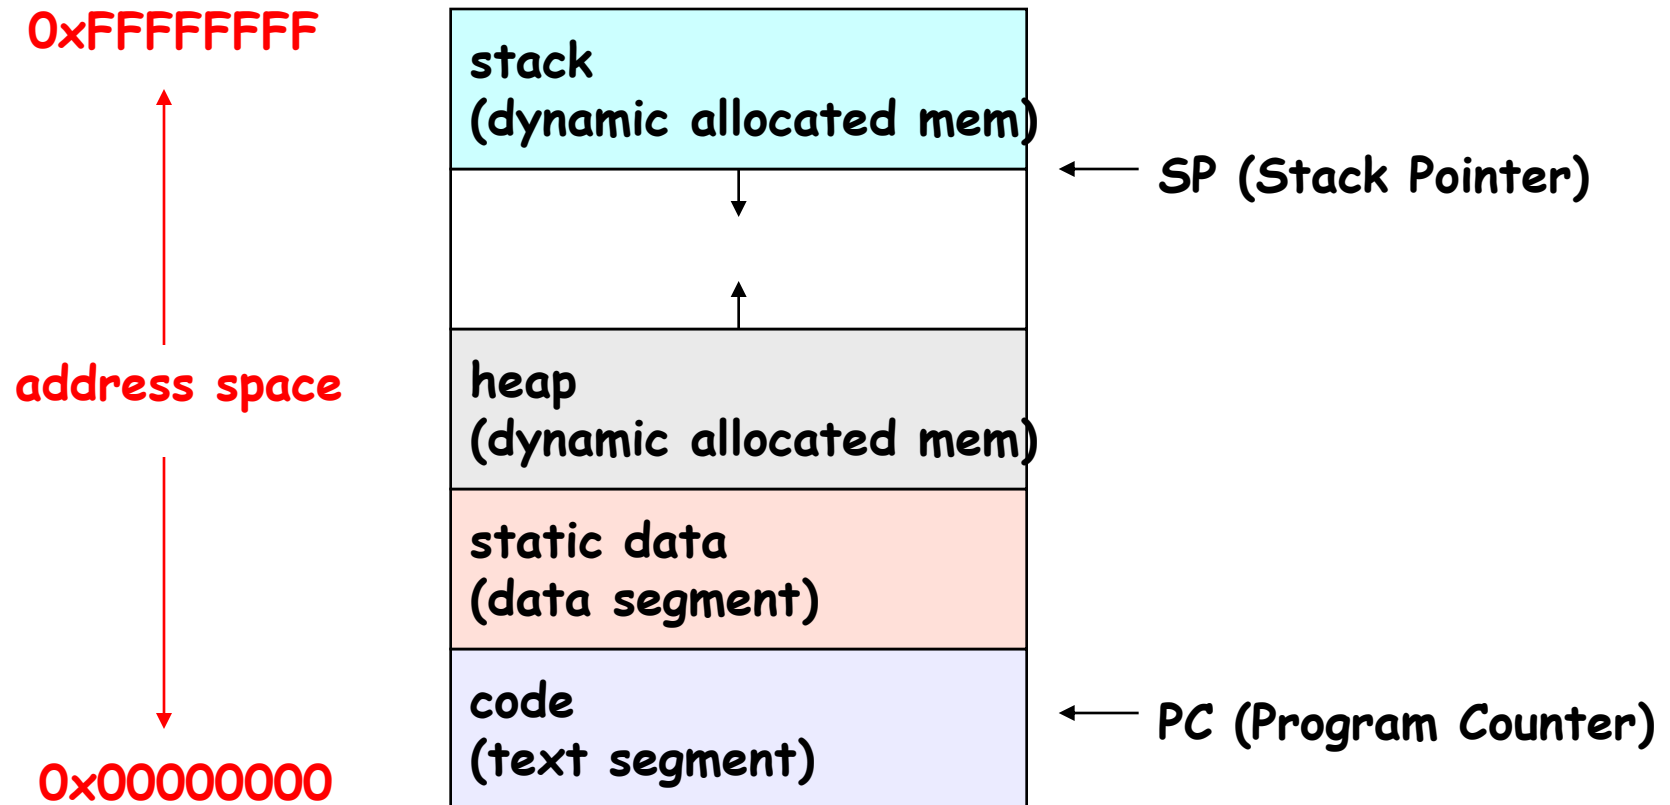 0xFFFFFFFF
stack
(dynamic allocated mem)
SP (Stack Pointer)
address space
heap
(dynamic allocated mem)
static data
(data segment)
code
(text segment)
PC (Program Counter)
0x00000000